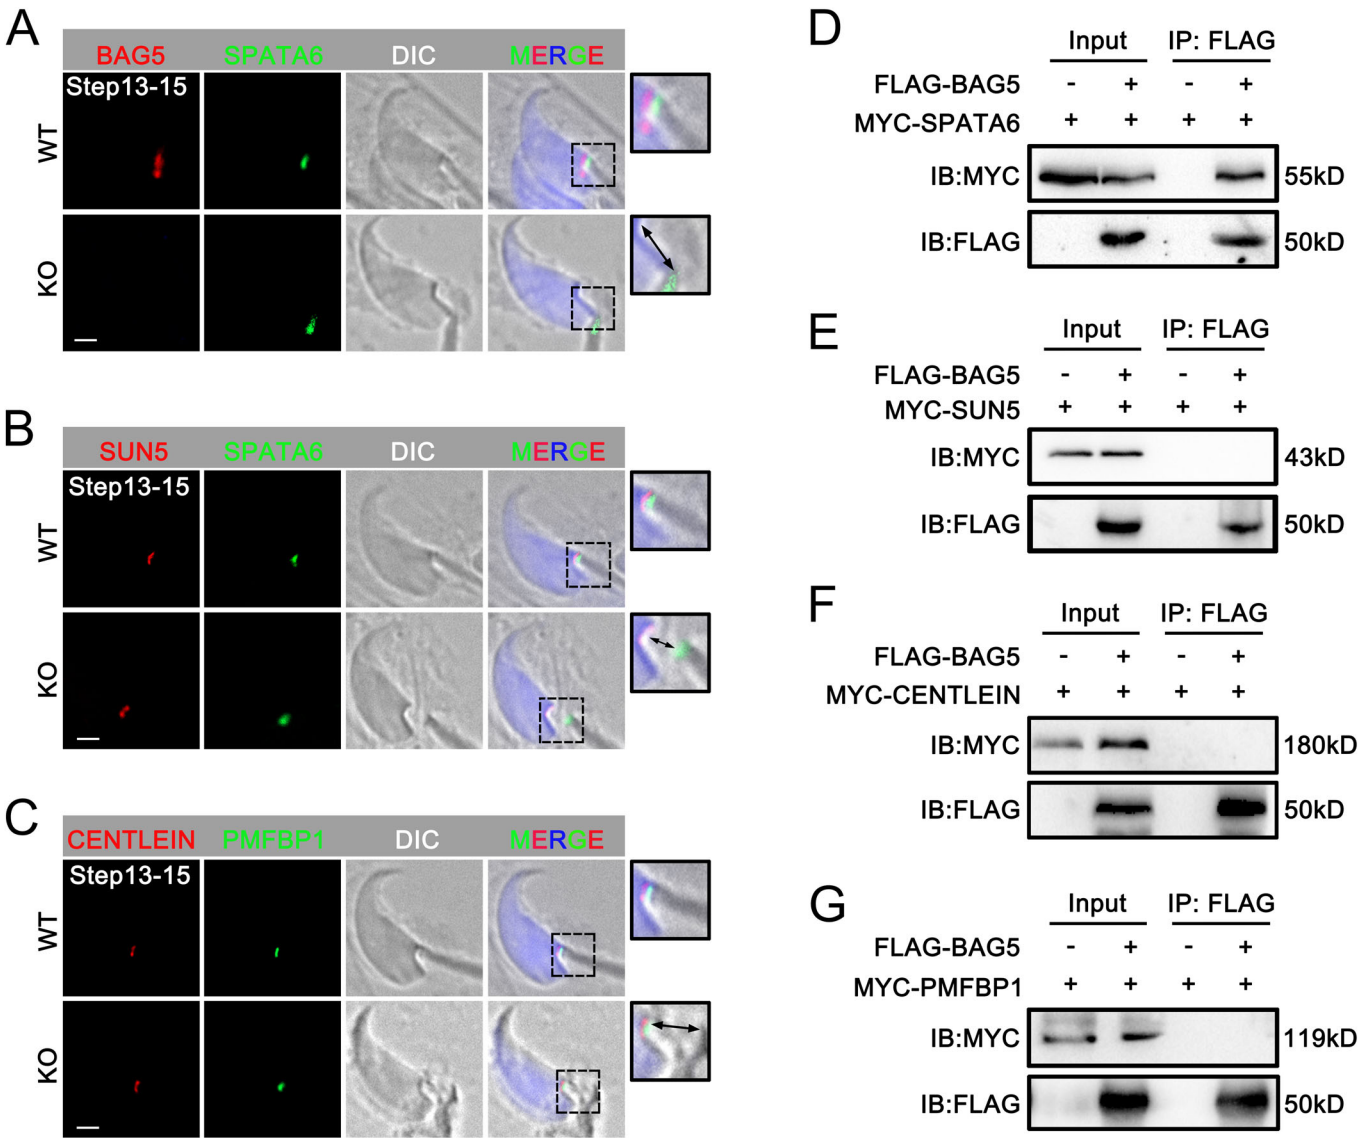 A
BAG5 SPATA6 DIC MERGE
Step13-15
WT
KO
B
SUN5 SPATA6 DIC MERGE
Step13-15
WT
KO
C
CENTLEIN PMFBP1 DIC MERGE
Step13-15
WT
KO
D
Input IP: FLAG
FLAG-BAG5 - + - +
MYC-SPATA6 + + + +
IB:MYC 55kD
IB:FLAG 50kD
E
Input IP: FLAG
FLAG-BAG5 - + - +
MYC-SUN5 + + + +
IB:MYC 43kD
IB:FLAG 50kD
F
Input IP: FLAG
FLAG-BAG5 - + - +
MYC-CENTLEIN + + + +
IB:MYC 180kD
IB:FLAG 50kD
G
Input IP: FLAG
FLAG-BAG5 - + - +
MYC-PMFBP1 + + + +
IB:MYC 119kD
IB:FLAG 50kD